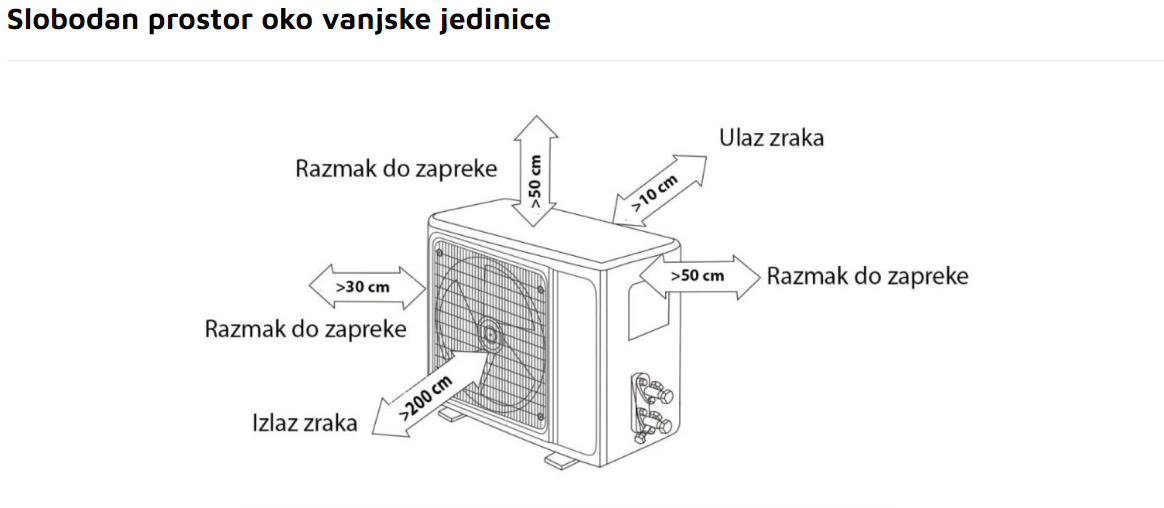 Slobodan prostor oko vanjske jedinice
Ulaz zraka
Razmak do zapreke
>50 cm
>10 cm
>50 cm
Razmak do zapreke
>30 cm
Razmak do zapreke
>200 cm
Izlaz zraka